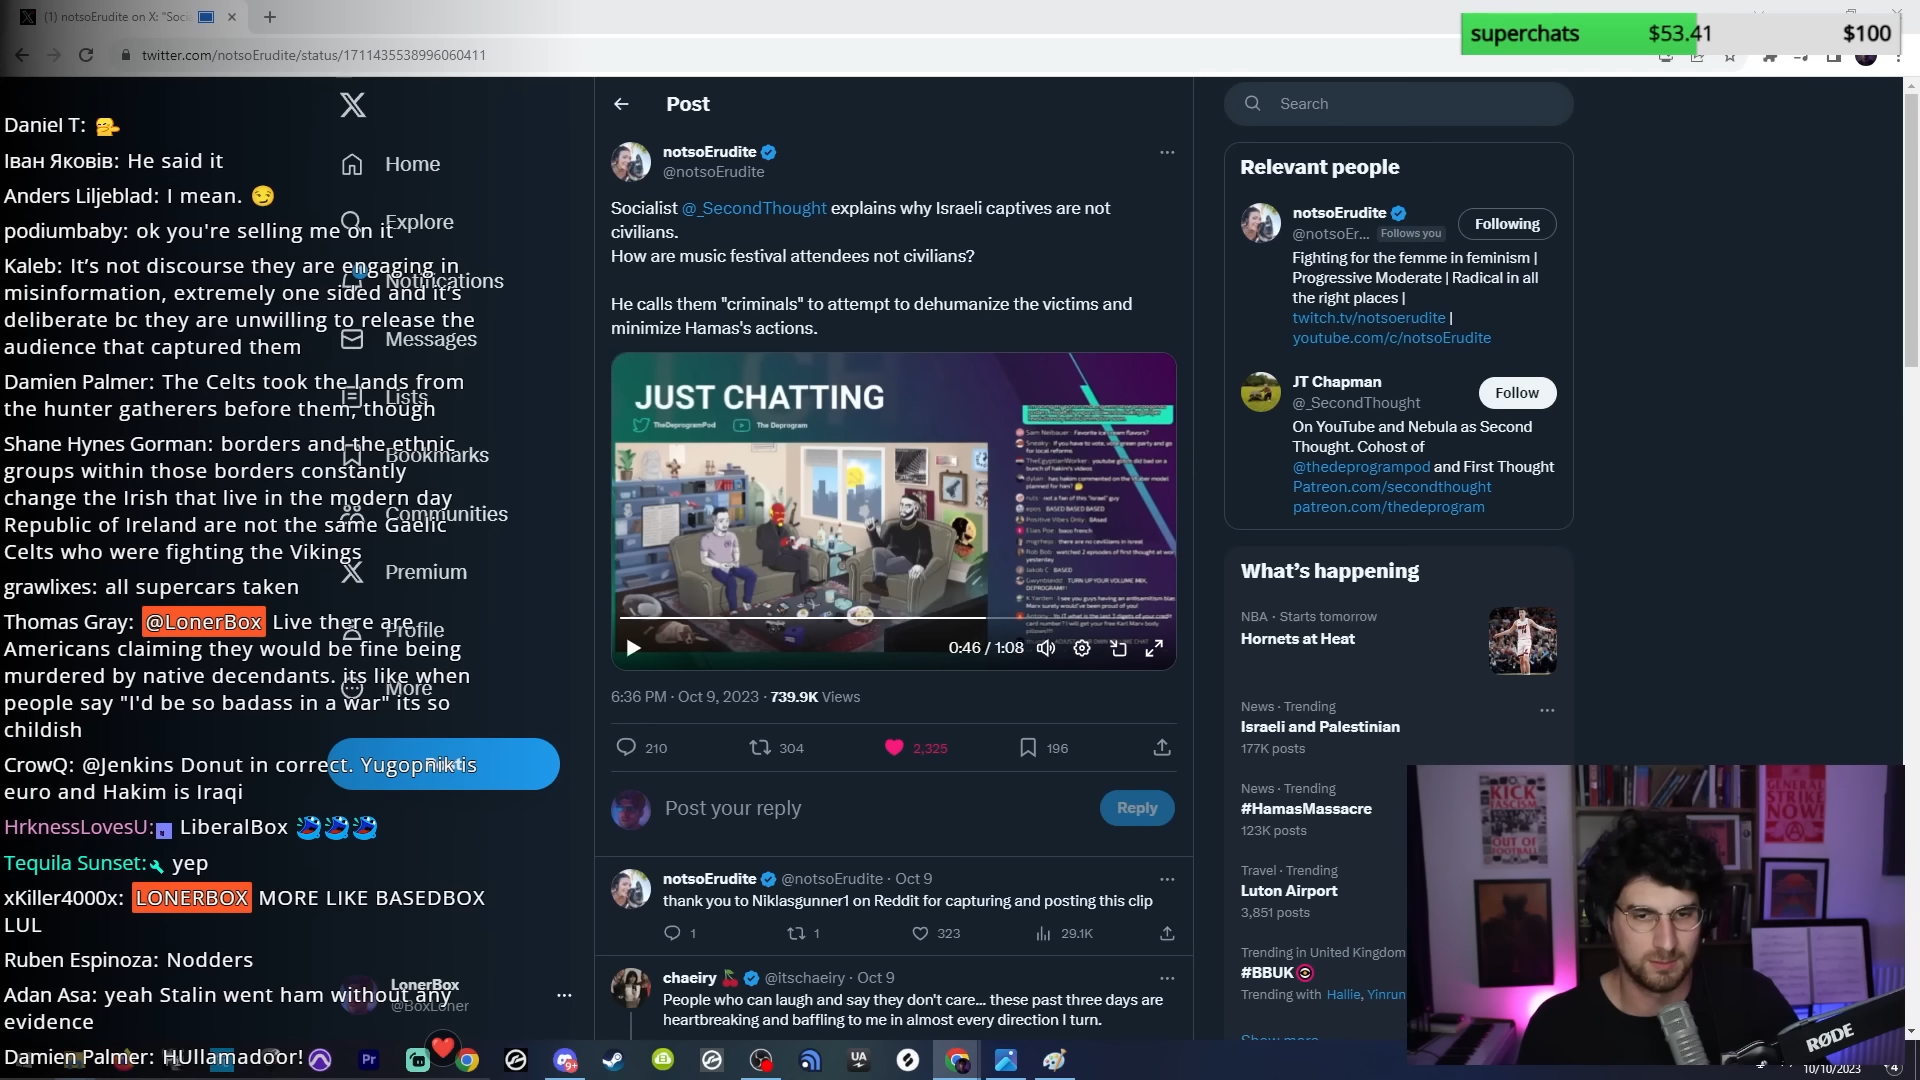 (1) notsoErudite on X: "Soci
twitter.com/notsoErudite/status/1711435538996060411
superchats $53.41 $100
Daniel T:
Іван Яковів: He said it
Anders Liljeblad: I mean.
podiumbaby: ok you're selling me on it
Kaleb: It's not discourse they are engaging in
misinformation, extremely one sided and it's
deliberate bc they are unwilling to release the
audience that captured them
Damien Palmer: The Celts took the lands from
the hunter gatherers before them, though
Shane Hynes Gorman: borders and the ethnic
groups within those borders constantly
change the Irish that live in the modern day
Republic of Ireland are not the same Gaelic
Celts who were fighting the Vikings
grawlixes: all supercars taken
Thomas Gray: @LonerBox Live there are
Americans claiming they would be fine being
murdered by native decendants. its like when
people say "I'd be so badass in a war" its so
childish
CrowQ: @Jenkins Donut in correct. Yugopnik is
euro and Hakim is Iraqi
HrknessLovesU: LiberalBox
Tequila Sunset: yep
xKiller4000x: LONERBOX MORE LIKE BASEDBOX
LUL
Ruben Espinoza: Nodders
Adan Asa: yeah Stalin went ham without any
evidence
Damien Palmer: HUllamadoor!
Home
Explore
Notifications
Messages
Lists
Bookmarks
Communities
Premium
Profile
More
Post
LonerBox
@BoxLoner
Post
notsoErudite
@notsoErudite
Socialist @_SecondThought explains why Israeli captives are not
civilians.
How are music festival attendees not civilians?
He calls them "criminals" to attempt to dehumanize the victims and
minimize Hamas's actions.
JUST CHATTING
TheDeprogramPod The Deprogram
0:46 / 1:08
6:36 PM · Oct 9, 2023 · 739.9K Views
210 304 2,325 196
Post your reply
Reply
notsoErudite @notsoErudite · Oct 9
thank you to Niklasgunner1 on Reddit for capturing and posting this clip
1 1 323 29.1K
chaeiry @itschaeiry · Oct 9
People who can laugh and say they don't care... these past three days are
heartbreaking and baffling to me in almost every direction I turn.
Search
Relevant people
notsoErudite
@notsoEr... Follows you
Following
Fighting for the femme in feminism |
Progressive Moderate | Radical in all
the right places |
twitch.tv/notsoerudite |
youtube.com/c/notsoErudite
JT Chapman
@_SecondThought
Follow
On YouTube and Nebula as Second
Thought. Cohost of
@thedeprogrampod and First Thought
Patreon.com/secondthought
patreon.com/thedeprogram
What's happening
NBA · Starts tomorrow
Hornets at Heat
News · Trending
Israeli and Palestinian
177K posts
News · Trending
#HamasMassacre
123K posts
Travel · Trending
Luton Airport
3,851 posts
Trending in United Kingdom
#BBUK
Trending with Hallie, Yinrun
Show more
KICK
FASCISM
OUT OF
FOOTBALL
GENERAL
STRIKE
NOW!
RØDE
Pr
9+
UA
10/10/2023
4